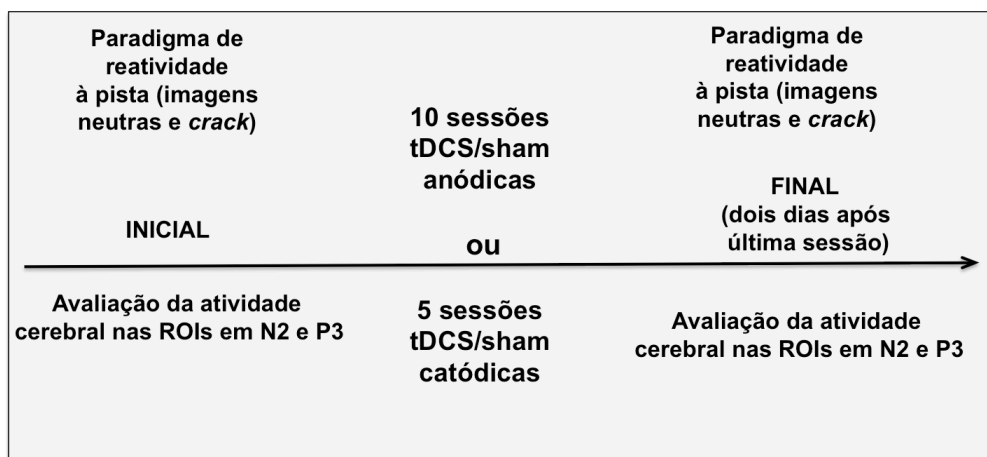 Paradigma de
reatividade
à pista (imagens
neutras e crack)
INICIAL
Avaliação da atividade
cerebral nas ROIs em N2 e P3
10 sessões
tDCS/sham
anódicas
ou
5 sessões
tDCS/sham
catódicas
Paradigma de
reatividade
à pista (imagens
neutras e crack)
FINAL
(dois dias após
última sessão)
Avaliação da atividade
cerebral nas ROIs em N2 e P3